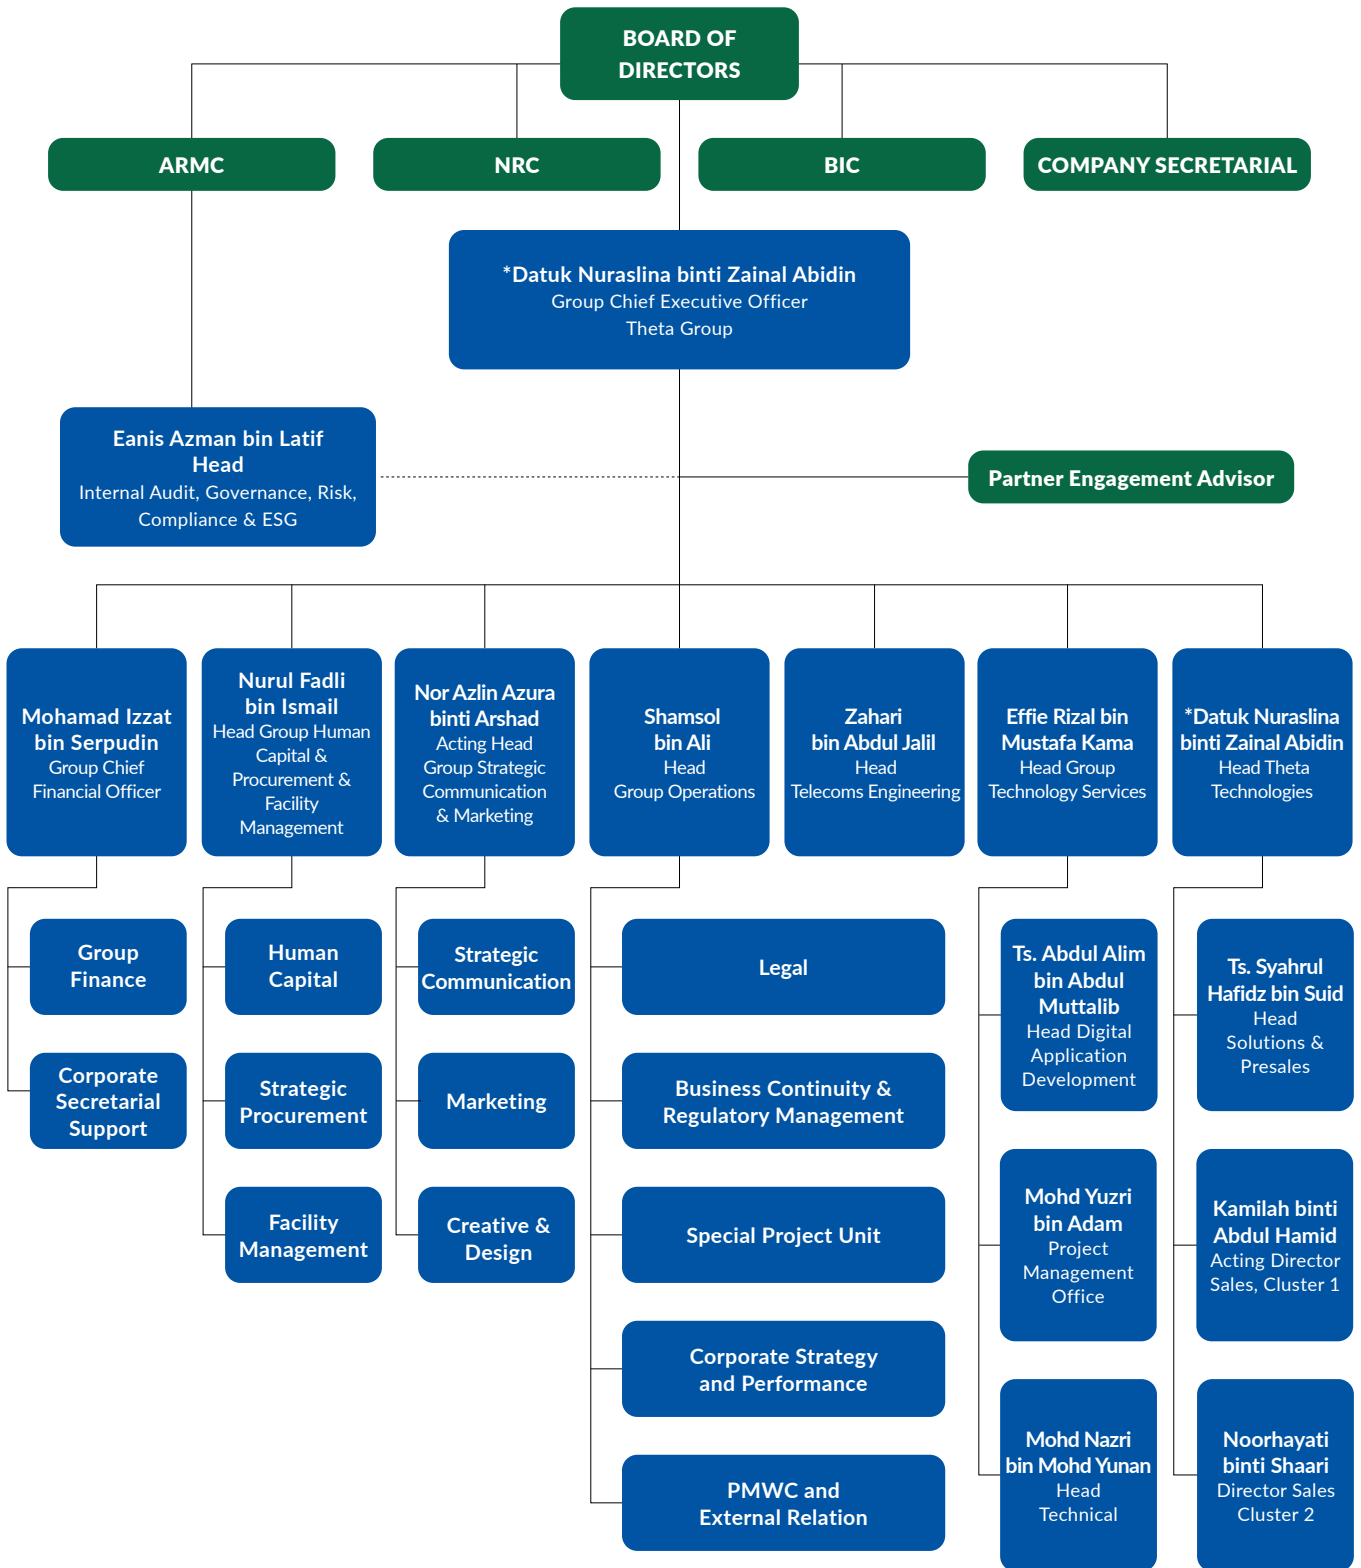 BOARD OF
DIRECTORS
ARMC
NRC
BIC
COMPANY SECRETARIAL
*Datuk Nuraslina binti Zainal Abidin
Group Chief Executive Officer
Theta Group
Eanis Azman bin Latif
Head
Internal Audit, Governance, Risk,
Compliance & ESG
Partner Engagement Advisor
Mohamad Izzat
bin Serpudin
Group Chief
Financial Officer
Nurul Fadli
bin Ismail
Head Group Human
Capital &
Procurement &
Facility
Management
Nor Azlin Azura
binti Arshad
Acting Head
Group Strategic
Communication
& Marketing
Shamsol
bin Ali
Head
Group Operations
Zahari
bin Abdul Jalil
Head
Telecoms Engineering
Effie Rizal bin
Mustafa Kama
Head Group
Technology Services
*Datuk Nuraslina
binti Zainal Abidin
Head Theta
Technologies
Group
Finance
Corporate
Secretarial
Support
Human
Capital
Strategic
Procurement
Facility
Management
Strategic
Communication
Marketing
Creative &
Design
Legal
Business Continuity &
Regulatory Management
Special Project Unit
Corporate Strategy
and Performance
PMWC and
External Relation
Ts. Abdul Alim
bin Abdul
Muttalib
Head Digital
Application
Development
Mohd Yuzri
bin Adam
Project
Management
Office
Mohd Nazri
bin Mohd Yunan
Head
Technical
Ts. Syahrul
Hafidz bin Suid
Head
Solutions &
Presales
Kamilah binti
Abdul Hamid
Acting Director
Sales, Cluster 1
Noorhayati
binti Shaari
Director Sales
Cluster 2